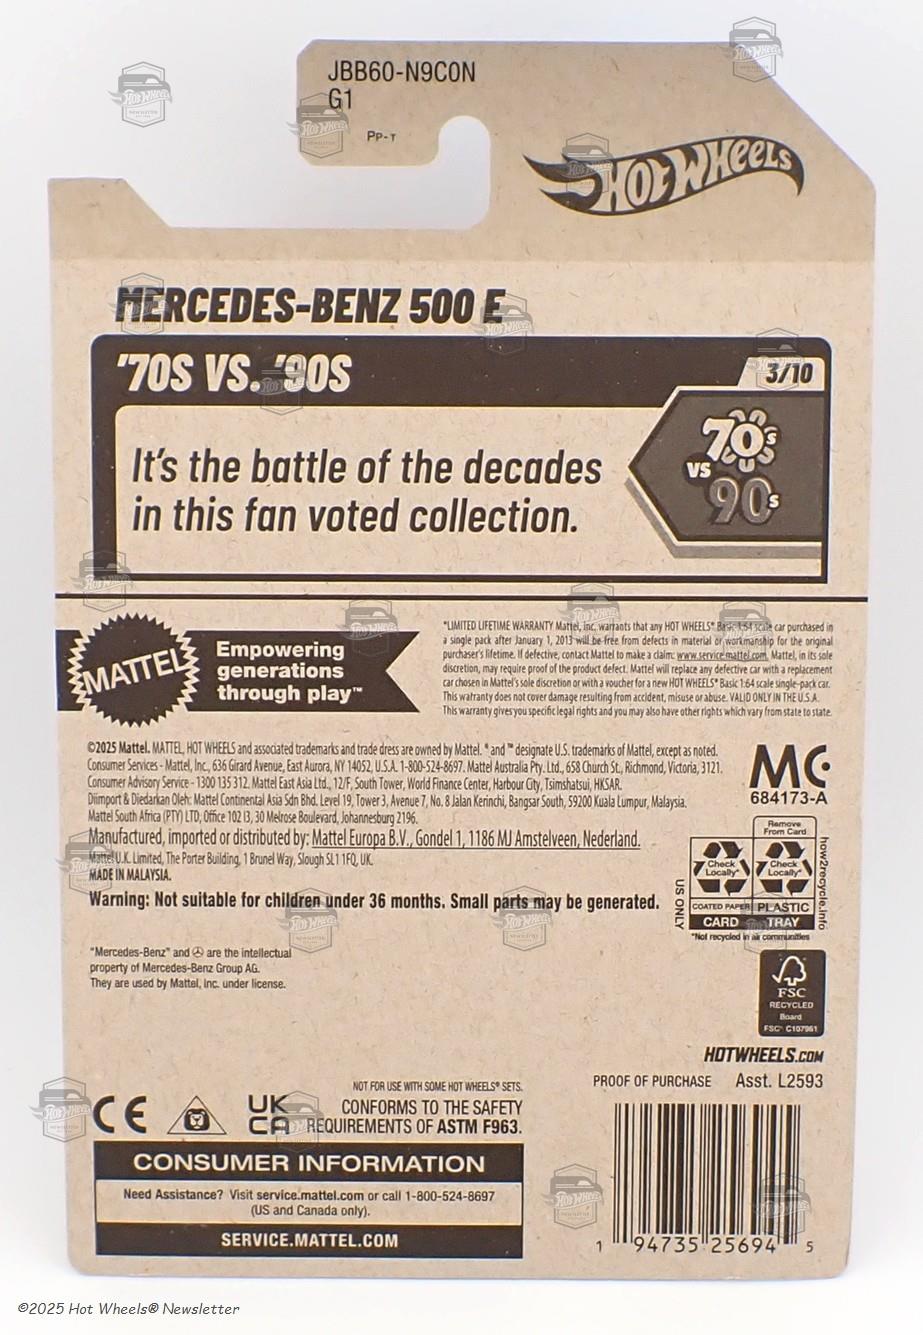 JBB60-N9C0N
G1
PP-T
HOT WHEELS
MERCEDES-BENZ 500 E
'70S VS. '90S
3/10
It's the battle of the decades
in this fan voted collection.
70s
VS
90s
MATTEL
Empowering
generations
through play™
*LIMITED LIFETIME WARRANTY Mattel, Inc. warrants that any HOT WHEELS® Basic 1:64 scale car purchased in
a single pack after January 1, 2013 will be free from defects in material or workmanship for the original
purchaser's lifetime. If defective, contact Mattel to make a claim: www.service.mattel.com. Mattel, in its sole
discretion, may require proof of the product defect. Mattel will replace any defective car with a replacement
car chosen in Mattel's sole discretion or with a voucher for a new HOT WHEELS® Basic 1:64 scale single-pack car.
This warranty does not cover damage resulting from accident, misuse or abuse. VALID ONLY IN THE U.S.A.
This warranty gives you specific legal rights and you may also have other rights which vary from state to state.
©2025 Mattel. MATTEL, HOT WHEELS and associated trademarks and trade dress are owned by Mattel. ® and ™ designate U.S. trademarks of Mattel, except as noted.
Consumer Services - Mattel, Inc., 636 Girard Avenue, East Aurora, NY 14052, U.S.A. 1-800-524-8697. Mattel Australia Pty. Ltd., 658 Church St., Richmond, Victoria, 3121.
Consumer Advisory Service - 1300 135 312. Mattel East Asia Ltd., 12/F, South Tower, World Finance Center, Harbour City, Tsimshatsui, HKSAR.
Diimport & Diedarkan Oleh: Mattel Continental Asia Sdn Bhd. Level 19, Tower 3, Avenue 7, No. 8 Jalan Kerinchi, Bangsar South, 59200 Kuala Lumpur, Malaysia.
Mattel South Africa (PTY) LTD, Office 102 I3, 30 Melrose Boulevard, Johannesburg 2196.
Manufactured, imported or distributed by: Mattel Europa B.V., Gondel 1, 1186 MJ Amstelveen, Nederland.
Mattel U.K. Limited, The Porter Building, 1 Brunel Way, Slough SL1 1FQ, UK.
MADE IN MALAYSIA.
MC
684173-A
Warning: Not suitable for children under 36 months. Small parts may be generated.
Remove
From Card
Check
Locally*
Check
Locally*
COATED PAPER
PLASTIC
CARD
TRAY
US ONLY
how2recycle.info
*Not recycled in all communities
"Mercedes-Benz" and are the intellectual
property of Mercedes-Benz Group AG.
They are used by Mattel, Inc. under license.
FSC
RECYCLED
Board
FSC® C107961
HOTWHEELS.COM
PROOF OF PURCHASE Asst. L2593
NOT FOR USE WITH SOME HOT WHEELS® SETS.
CE
UK
CA
CONFORMS TO THE SAFETY
REQUIREMENTS OF ASTM F963.
CONSUMER INFORMATION
Need Assistance? Visit service.mattel.com or call 1-800-524-8697
(US and Canada only).
SERVICE.MATTEL.COM
1 94735 25694 5
©2025 Hot Wheels® Newsletter